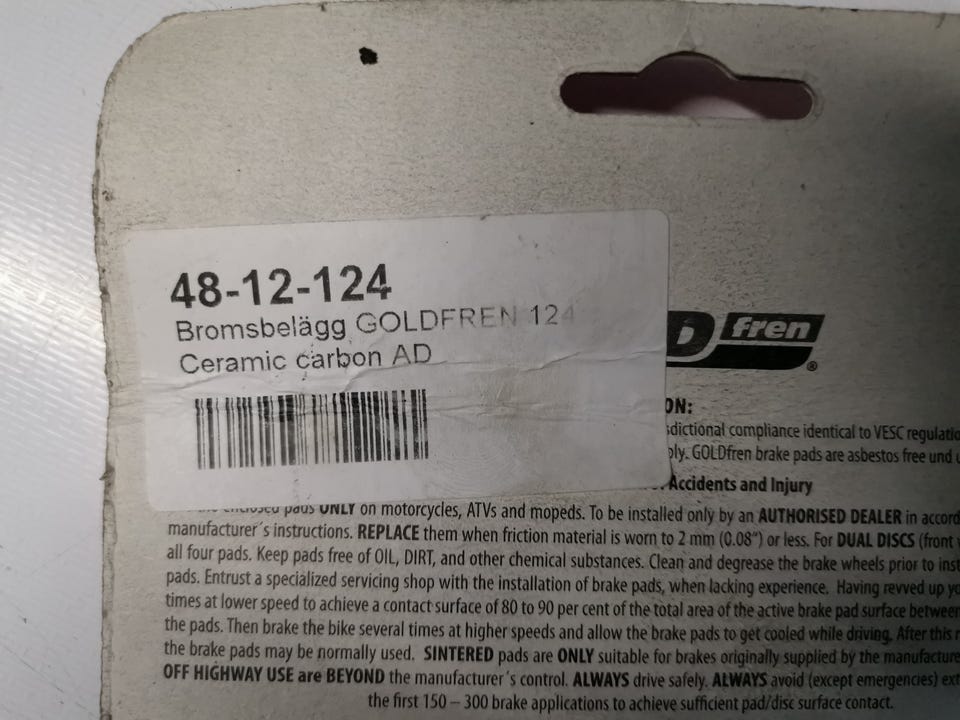 48-12-124
Bromsbelägg GOLDFREN 124
Ceramic carbon AD
D fren®
ON:
sdictional compliance identical to VESC regulatio
ply. GOLDfren brake pads are asbestos free und u
Accidents and Injury
enclosed pads ONLY on motorcycles, ATVs and mopeds. To be installed only by an AUTHORISED DEALER in accord
manufacturer´s instructions. REPLACE them when friction material is worn to 2 mm (0.08“) or less. For DUAL DISCS (front
all four pads. Keep pads free of OIL, DIRT, and other chemical substances. Clean and degrease the brake wheels prior to inst
pads. Entrust a specialized servicing shop with the installation of brake pads, when lacking experience. Having revved up yo
times at lower speed to achieve a contact surface of 80 to 90 per cent of the total area of the active brake pad surface between
the pads. Then brake the bike several times at higher speeds and allow the brake pads to get cooled while driving. After this r
the brake pads may be normally used. SINTERED pads are ONLY suitable for brakes originally supplied by the manufacture
OFF HIGHWAY USE are BEYOND the manufacturer´s control. ALWAYS drive safely. ALWAYS avoid (except emergencies) ext
the first 150 – 300 brake applications to achieve sufficient pad/disc surface contact.